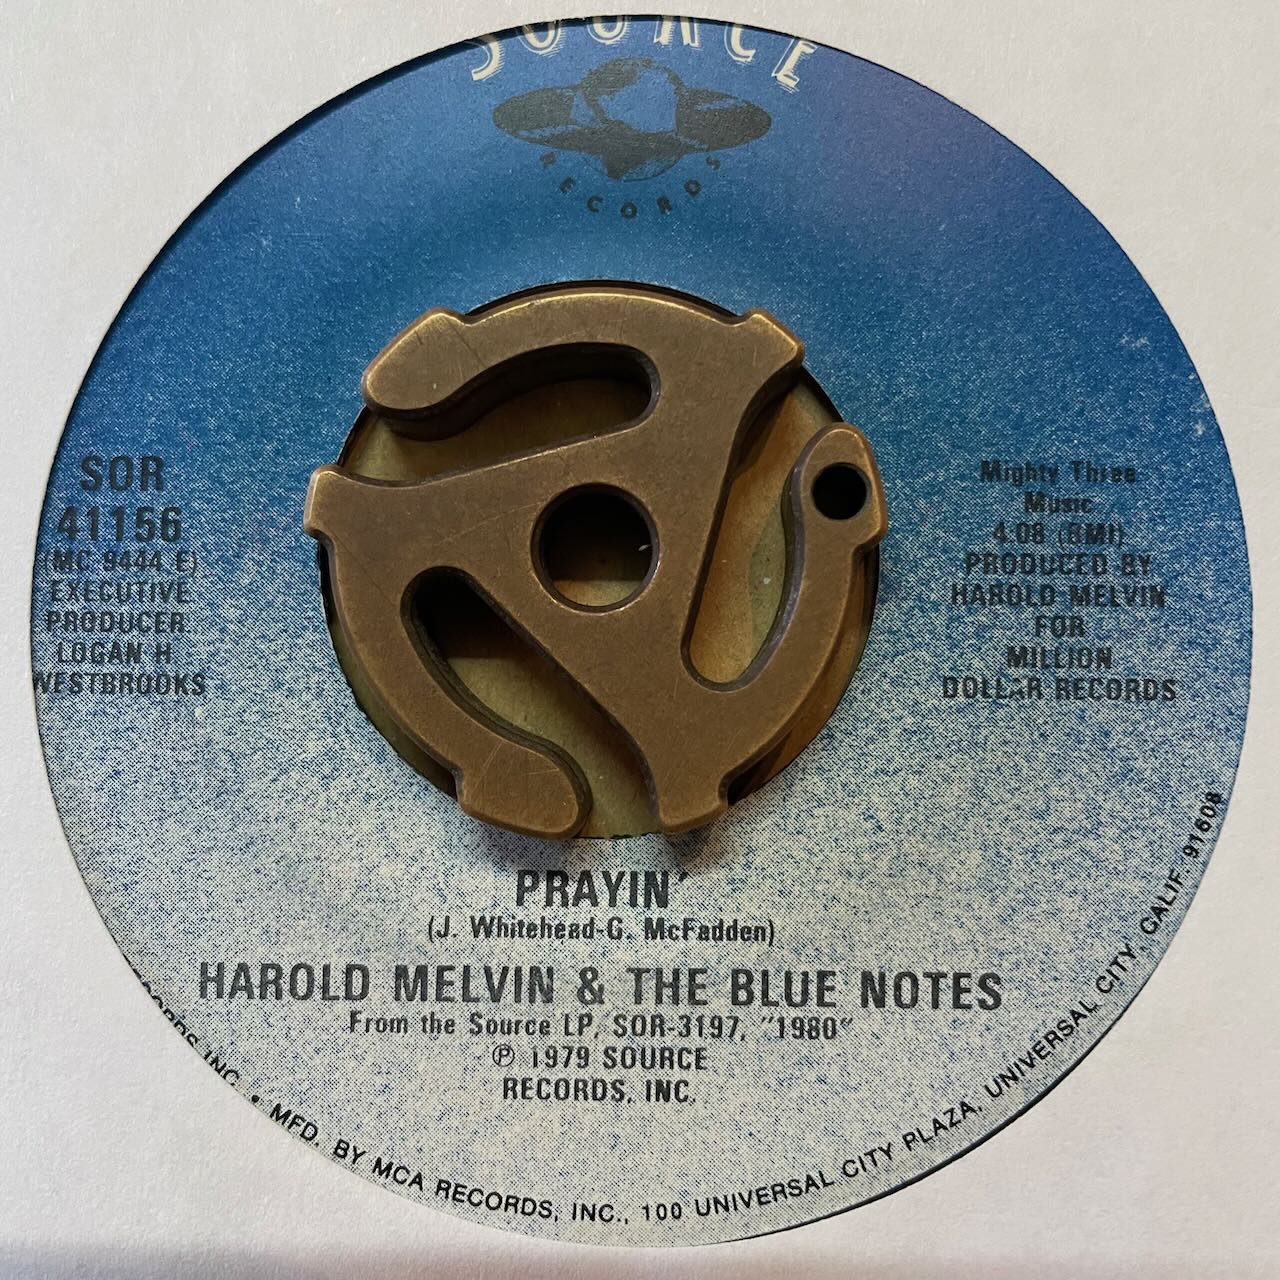 SOURCE
RECORDS
SOR
41156
(MC 9444 E)
EXECUTIVE
PRODUCER:
LOGAN H.
WESTBROOKS
Mighty Three
Music
4:08 (BMI)
PRODUCED BY
HAROLD MELVIN
FOR
MILLION
DOLLAR RECORDS
PRAYIN'
(J. Whitehead-G. McFadden)
HAROLD MELVIN & THE BLUE NOTES
From the Source LP, SOR-3197, "1980"
℗ 1979 SOURCE
RECORDS, INC.
INC. • MFD. BY MCA RECORDS, INC., 100 UNIVERSAL CITY PLAZA, UNIVERSAL CITY, CALIF. 91608